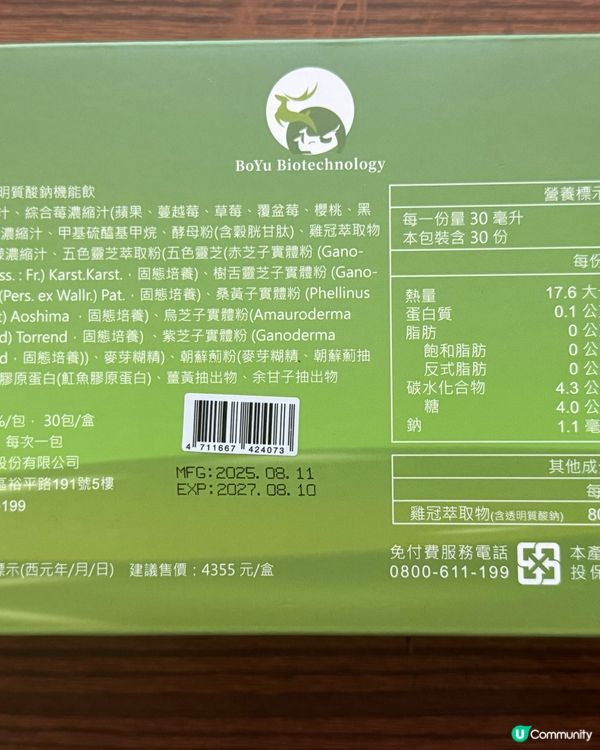 BoYu Biotechnology
明質酸鈉機能飲
汁、綜合莓濃縮汁(蘋果、蔓越莓、草莓、覆盆莓、櫻桃、黑
濃縮汁、甲基硫醯基甲烷、酵母粉(含穀胱甘肽)、雞冠萃取物
濃縮汁、五色靈芝萃取粉(五色靈芝(赤芝子實體粉 (Gano-
ss. : Fr.) Karst.Karst.﹐固態培養)、樹舌靈芝子實體粉 (Gano-
(Pers. ex Wallr.) Pat.﹐固態培養)、桑黃子實體粉 (Phellinus
) Aoshima﹐固態培養)、烏芝子實體粉(Amauroderma
d) Torrend﹐固態培養)、紫芝子實體粉 (Ganoderma
d﹐固態培養))、麥芽糊精)、朝鮮薊粉(麥芽糊精、朝鮮薊抽
膠原蛋白(魟魚膠原蛋白)、薑黃抽出物、余甘子抽出物
%/包﹐30包/盒
每次一包
股份有限公司
區裕平路191號5樓
-199
4 711667 424073
MFG:2025.08.11
EXP:2027.08.10
標示(西元年/月/日) 建議售價：4355 元/盒
營養標示
每一份量 30 毫升
本包裝含 30 份
每份
熱量 17.6 大
蛋白質 0.1 公
脂肪 0 公
飽和脂肪 0 公
反式脂肪 0 公
碳水化合物 4.3 公
糖 4.0 公
鈉 1.1 毫
其他成
每
雞冠萃取物(含透明質酸鈉) 80
免付費服務電話
0800-611-199
本產
投保
U Community